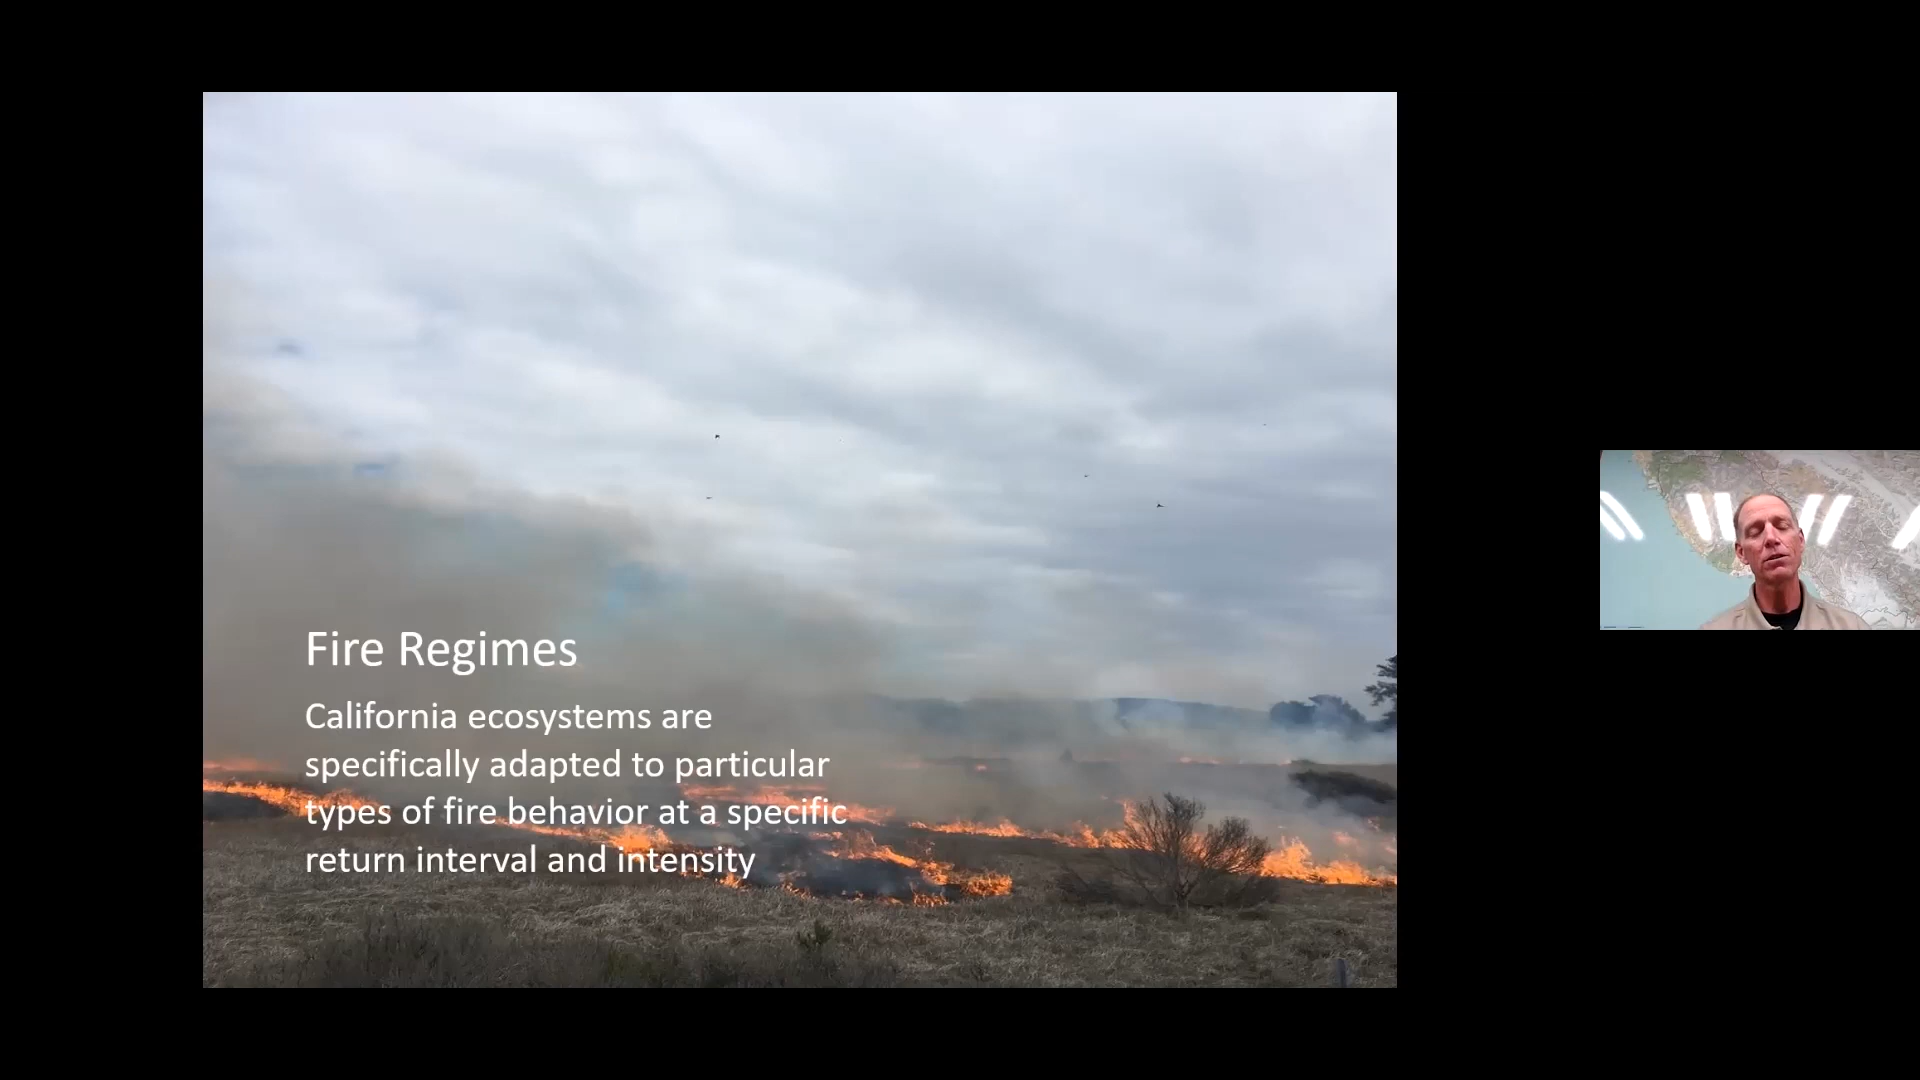 Fire Regimes
California ecosystems are
specifically adapted to particular
types of fire behavior at a specific
return interval and intensity